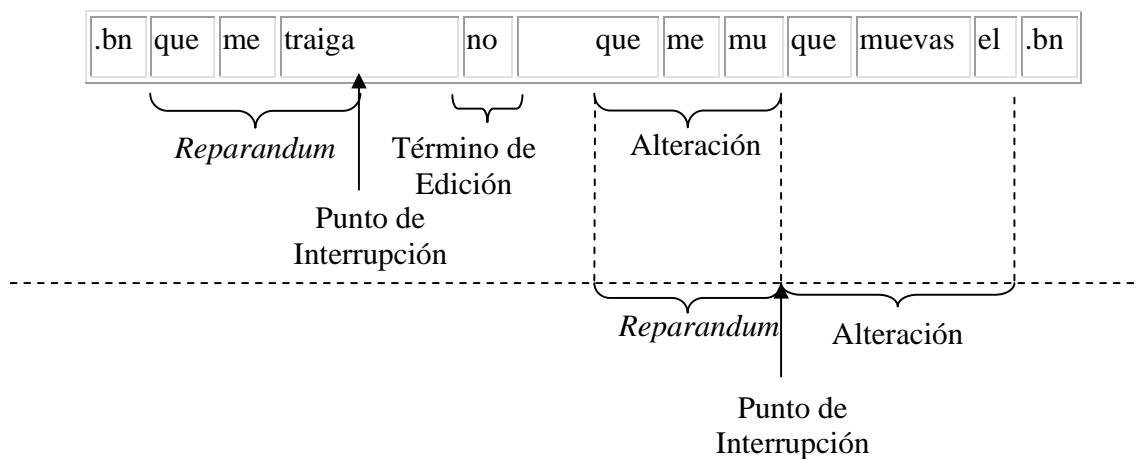 .bn que me traiga no que me mu que muevas el .bn
Reparandum
Término de
Edición
Alteración
Punto de
Interrupción
Reparandum
Alteración
Punto de
Interrupción